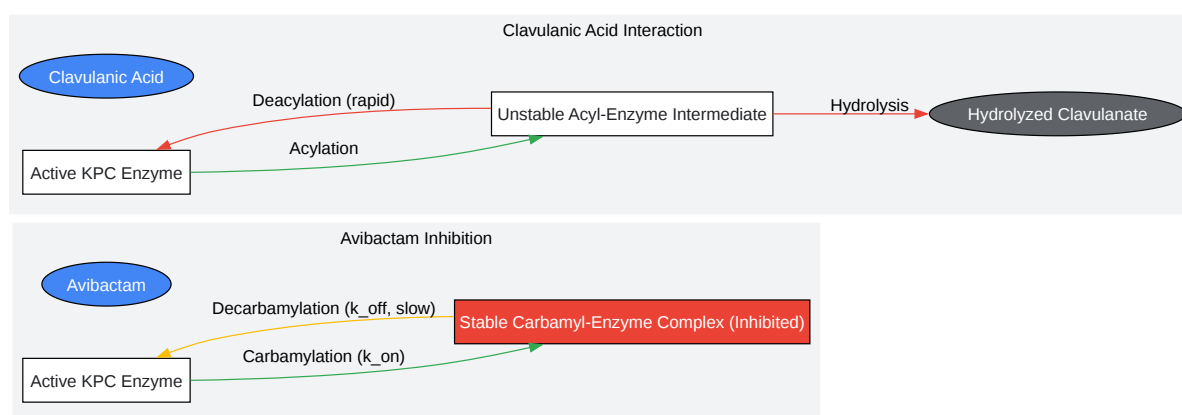 Clavulanic Acid Interaction
Clavulanic Acid
Deacylation (rapid)
Unstable Acyl-Enzyme Intermediate
Hydrolysis
Hydrolyzed Clavulanate
Acylation
Active KPC Enzyme
Avibactam Inhibition
Avibactam
Decarbamylation (k_off, slow)
Stable Carbamyl-Enzyme Complex (Inhibited)
Carbamylation (k_on)
Active KPC Enzyme